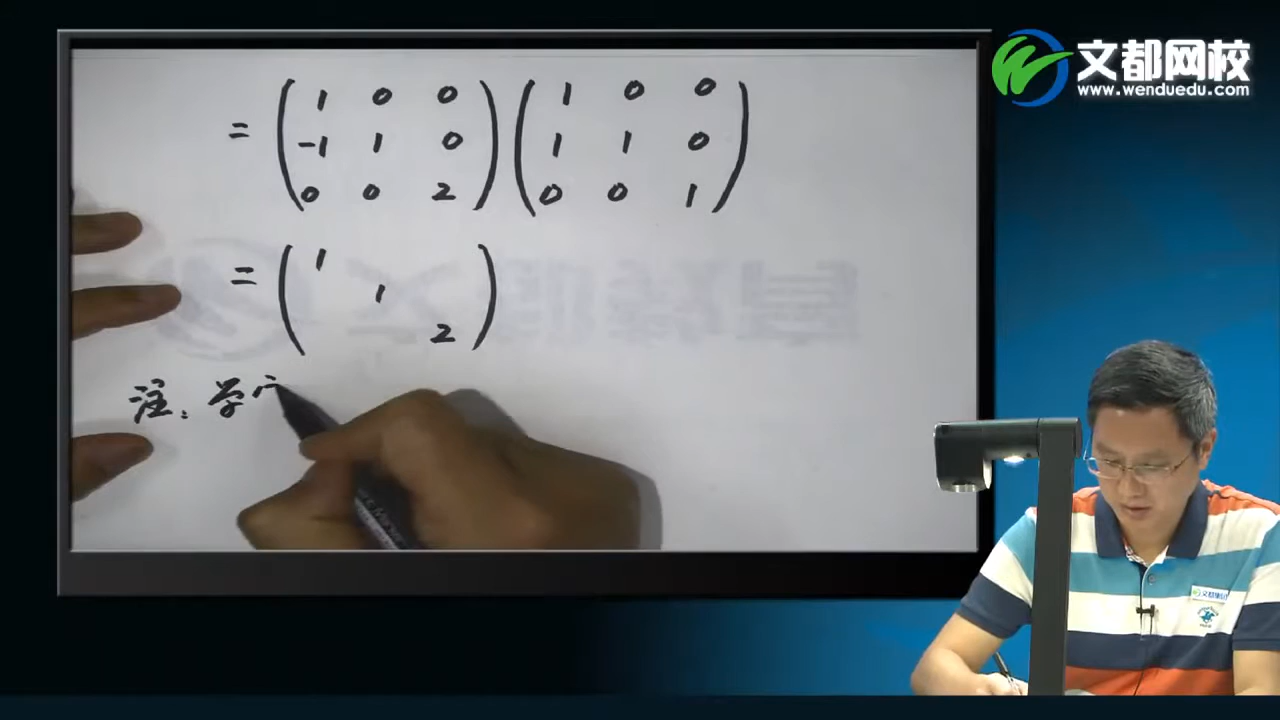 文都网校
www.wenduedu.com
= ( 1 0 0 ) ( 1 0 0 )
( -1 1 0 ) ( 1 1 0 )
( 0 0 2 ) ( 0 0 1 )
= ( 1 )
( 1 )
( 2 )
注: 学